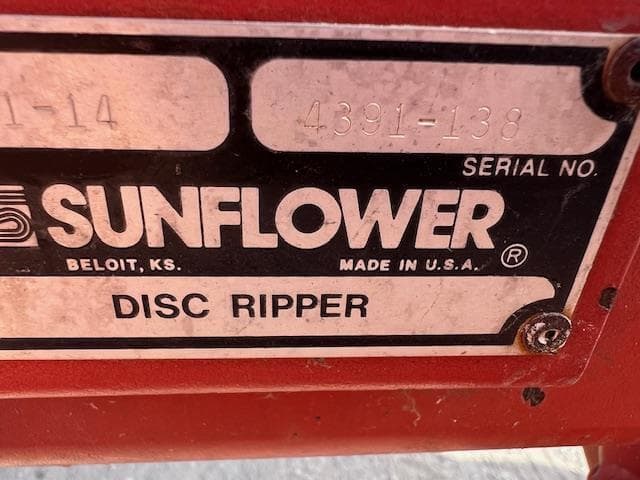 1-14 4391-138
SERIAL NO.
SUNFLOWER ®
BELOIT, KS. MADE IN U.S.A.
DISC RIPPER